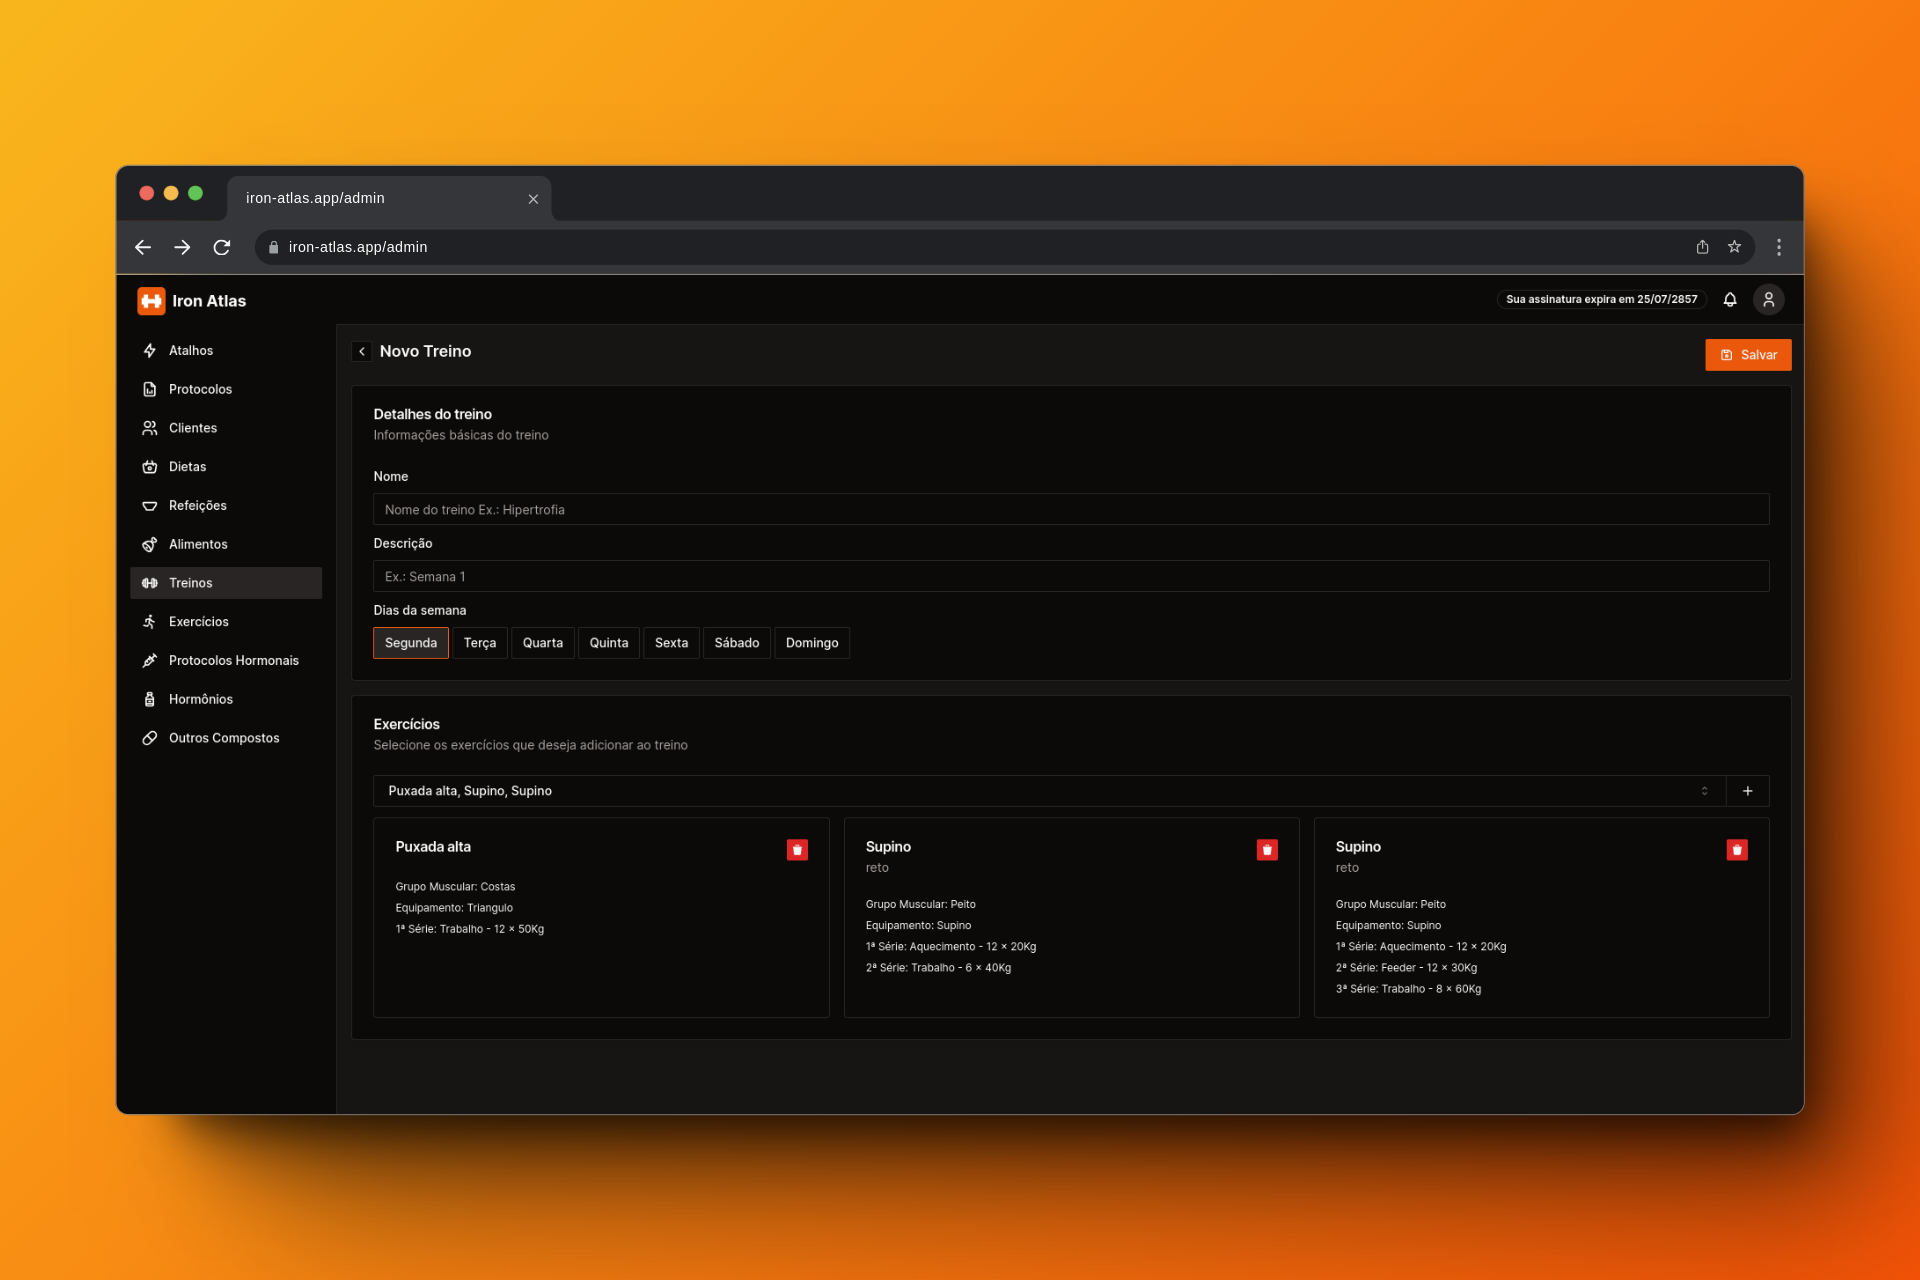 iron-atlas.app/admin
iron-atlas.app/admin
Iron Atlas
Sua assinatura expira em 25/07/2857
Atalhos
Protocolos
Clientes
Dietas
Refeições
Alimentos
Treinos
Exercícios
Protocolos Hormonais
Hormônios
Outros Compostos
Novo Treino
Salvar
Detalhes do treino
Informações básicas do treino
Nome
Nome do treino Ex.: Hipertrofia
Descrição
Ex.: Semana 1
Dias da semana
Segunda Terça Quarta Quinta Sexta Sábado Domingo
Exercícios
Selecione os exercícios que deseja adicionar ao treino
Puxada alta, Supino, Supino
Puxada alta
Grupo Muscular: Costas
Equipamento: Triangulo
1ª Série: Trabalho - 12 × 50Kg
Supino
reto
Grupo Muscular: Peito
Equipamento: Supino
1ª Série: Aquecimento - 12 × 20Kg
2ª Série: Trabalho - 6 × 40Kg
Supino
reto
Grupo Muscular: Peito
Equipamento: Supino
1ª Série: Aquecimento - 12 × 20Kg
2ª Série: Feeder - 12 × 30Kg
3ª Série: Trabalho - 8 × 60Kg